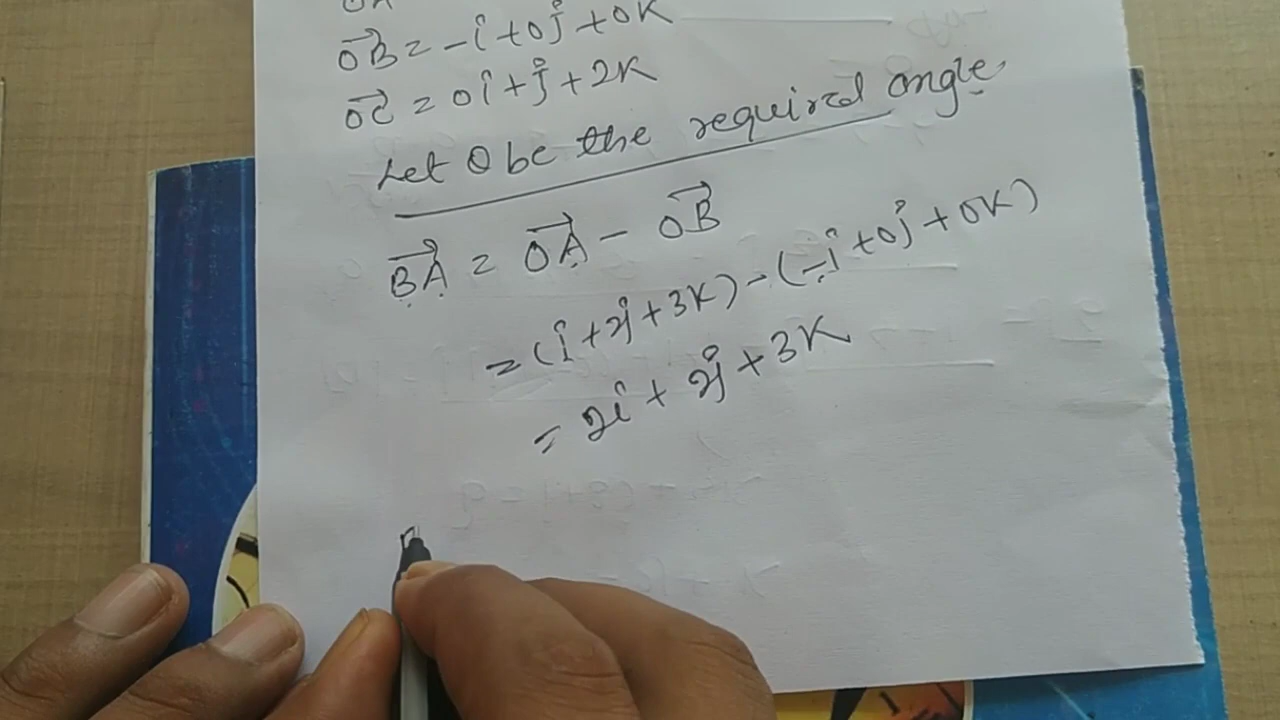 OA
OB = -i + 0j + 0K
OC = 0i + j + 2K
Let θ be the required angle.
BA = OA - OB
= (i + 2j + 3K) - (-i + 0j + 0K)
= 2i + 2j + 3K